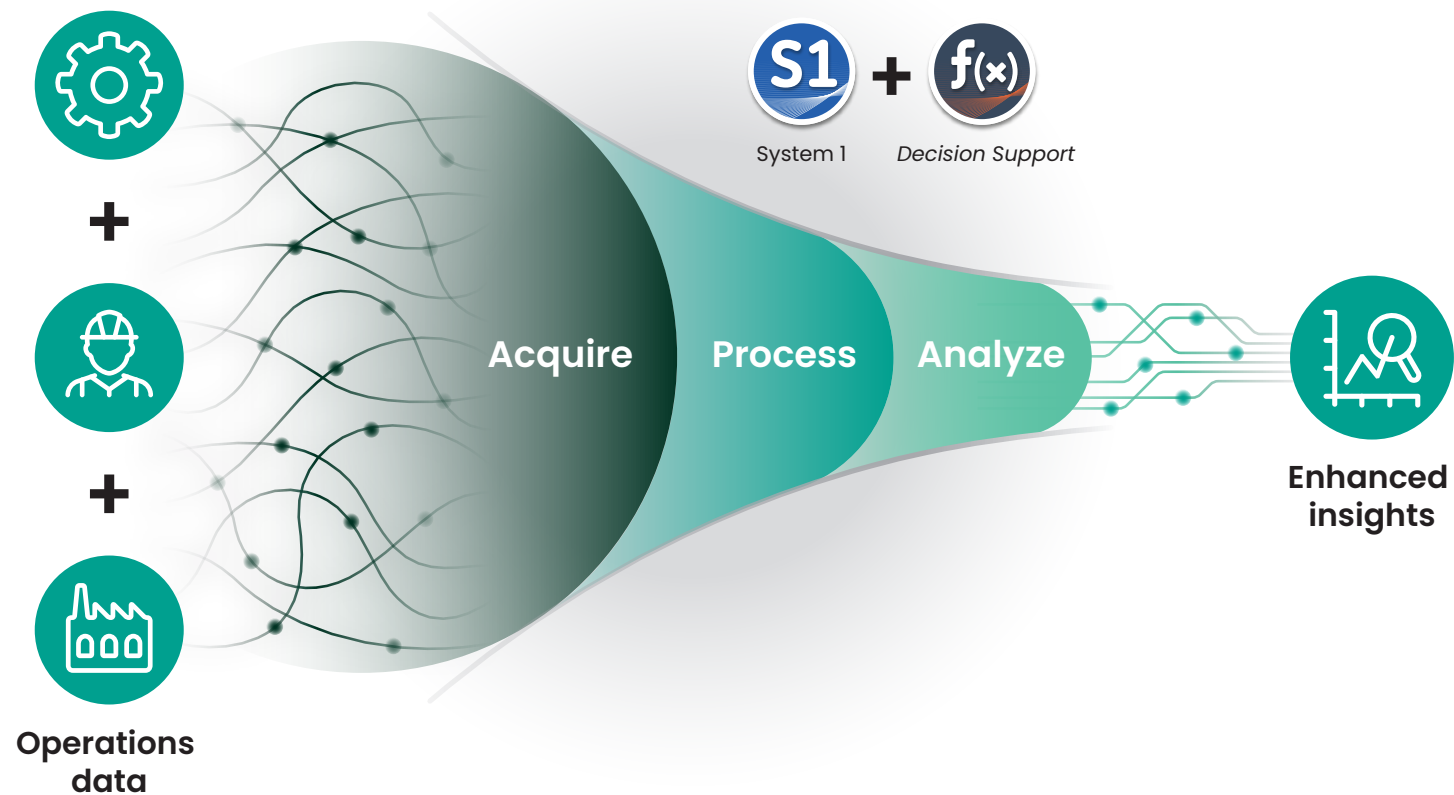 S1
+
f(x)
System 1
Decision Support
+
+
Acquire
Process
Analyze
Enhanced
insights
Operations
data